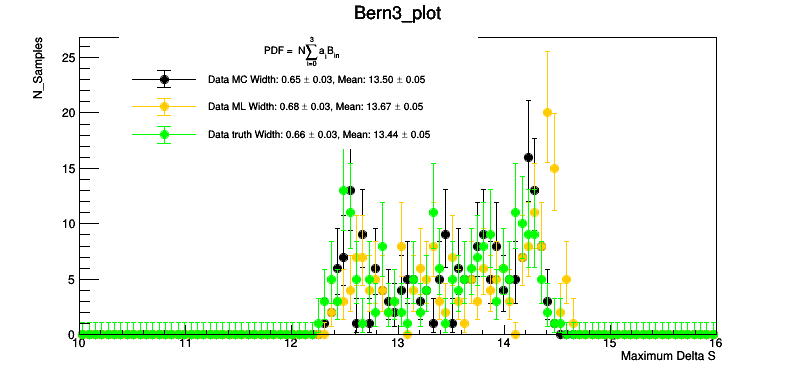 Bern3_plot
N_Samples
PDF = N∑ aᵢBᵢₙ
3
i=0
Data MC Width: 0.65 ± 0.03, Mean: 13.50 ± 0.05
Data ML Width: 0.68 ± 0.03, Mean: 13.67 ± 0.05
Data truth Width: 0.66 ± 0.03, Mean: 13.44 ± 0.05
25
20
15
10
5
0
10 11 12 13 14 15 16
Maximum Delta S